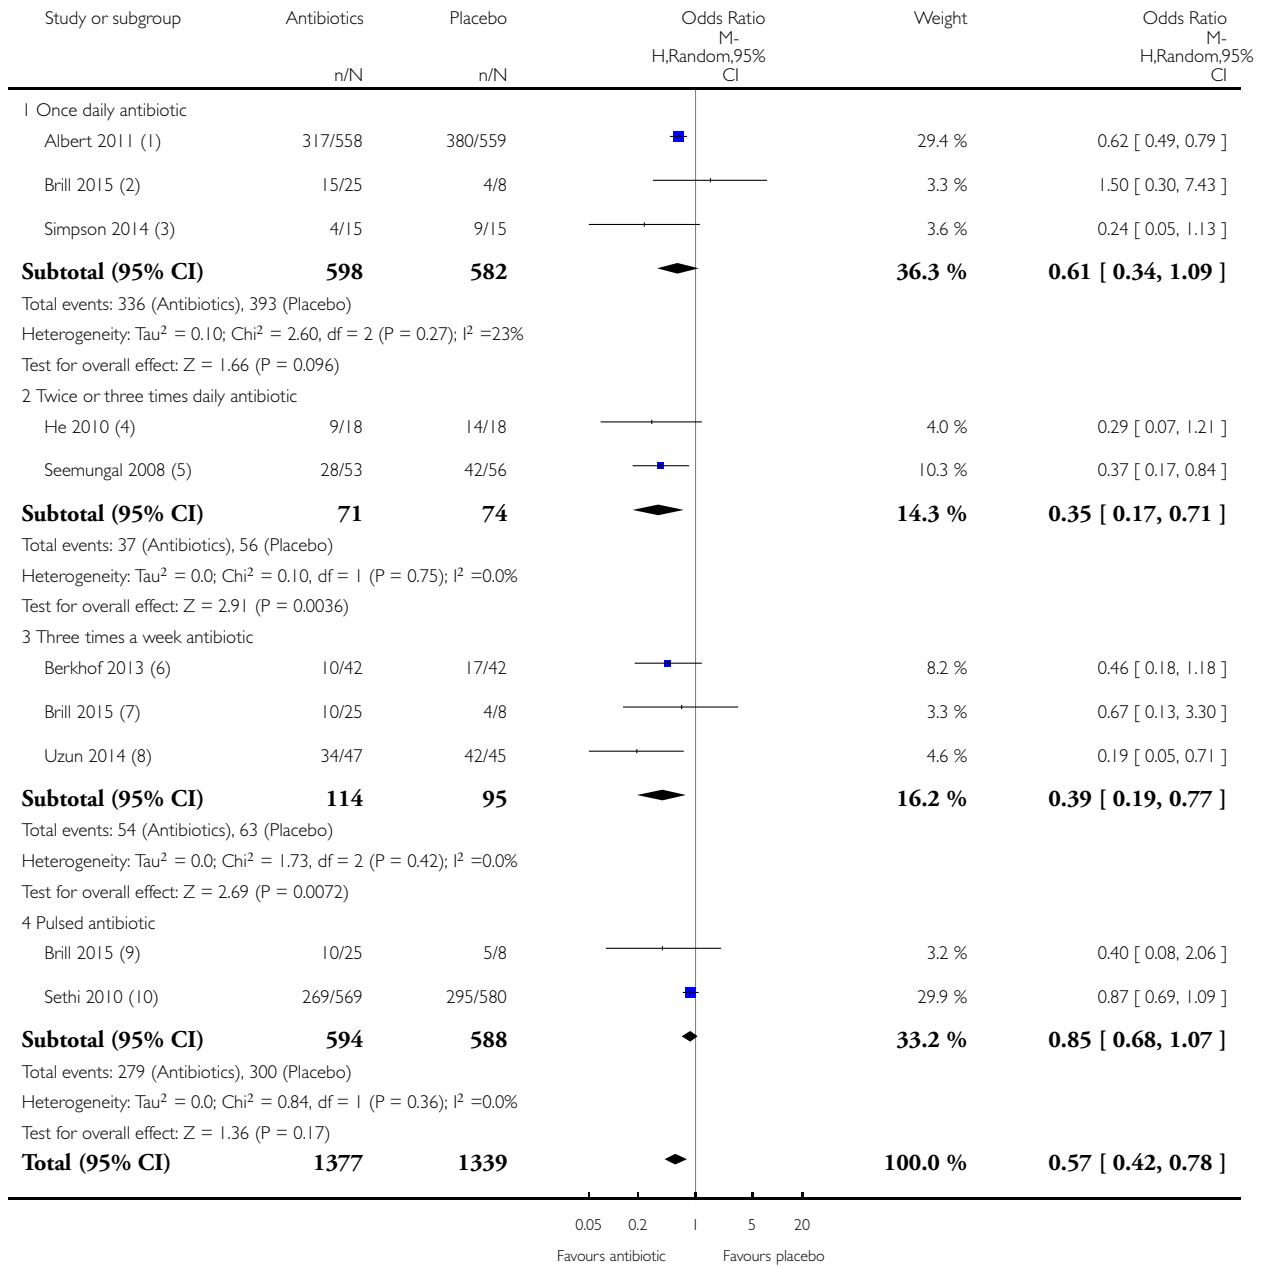 Study or subgroup Antibiotics Placebo Odds Ratio Weight Odds Ratio
M- M-
H,Random,95% H,Random,95%
n/N n/N CI CI
1 Once daily antibiotic
Albert 2011 (1) 317/558 380/559 29.4 % 0.62 [ 0.49, 0.79 ]
Brill 2015 (2) 15/25 4/8 3.3 % 1.50 [ 0.30, 7.43 ]
Simpson 2014 (3) 4/15 9/15 3.6 % 0.24 [ 0.05, 1.13 ]
Subtotal (95% CI) 598 582 36.3 % 0.61 [ 0.34, 1.09 ]
Total events: 336 (Antibiotics), 393 (Placebo)
Heterogeneity: Tau² = 0.10; Chi² = 2.60, df = 2 (P = 0.27); I² =23%
Test for overall effect: Z = 1.66 (P = 0.096)
2 Twice or three times daily antibiotic
He 2010 (4) 9/18 14/18 4.0 % 0.29 [ 0.07, 1.21 ]
Seemungal 2008 (5) 28/53 42/56 10.3 % 0.37 [ 0.17, 0.84 ]
Subtotal (95% CI) 71 74 14.3 % 0.35 [ 0.17, 0.71 ]
Total events: 37 (Antibiotics), 56 (Placebo)
Heterogeneity: Tau² = 0.0; Chi² = 0.10, df = 1 (P = 0.75); I² =0.0%
Test for overall effect: Z = 2.91 (P = 0.0036)
3 Three times a week antibiotic
Berkhof 2013 (6) 10/42 17/42 8.2 % 0.46 [ 0.18, 1.18 ]
Brill 2015 (7) 10/25 4/8 3.3 % 0.67 [ 0.13, 3.30 ]
Uzun 2014 (8) 34/47 42/45 4.6 % 0.19 [ 0.05, 0.71 ]
Subtotal (95% CI) 114 95 16.2 % 0.39 [ 0.19, 0.77 ]
Total events: 54 (Antibiotics), 63 (Placebo)
Heterogeneity: Tau² = 0.0; Chi² = 1.73, df = 2 (P = 0.42); I² =0.0%
Test for overall effect: Z = 2.69 (P = 0.0072)
4 Pulsed antibiotic
Brill 2015 (9) 10/25 5/8 3.2 % 0.40 [ 0.08, 2.06 ]
Sethi 2010 (10) 269/569 295/580 29.9 % 0.87 [ 0.69, 1.09 ]
Subtotal (95% CI) 594 588 33.2 % 0.85 [ 0.68, 1.07 ]
Total events: 279 (Antibiotics), 300 (Placebo)
Heterogeneity: Tau² = 0.0; Chi² = 0.84, df = 1 (P = 0.36); I² =0.0%
Test for overall effect: Z = 1.36 (P = 0.17)
Total (95% CI) 1377 1339 100.0 % 0.57 [ 0.42, 0.78 ]
0.05 0.2 1 5 20
Favours antibiotic Favours placebo